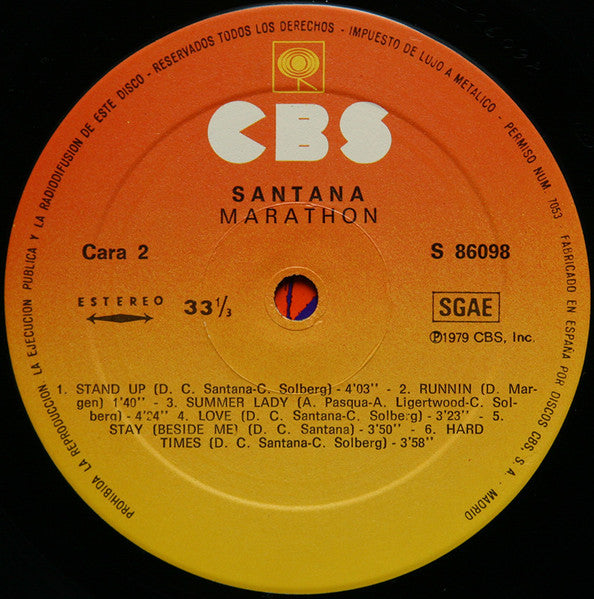 PROHIBIDA LA REPRODUCCION LA EJECUCION PUBLICA Y LA RADIODIFUSION DE ESTE DISCO - RESERVADOS TODOS LOS DERECHOS - IMPUESTO DE LUJO A METALICO - PERMISO NUM. 7053
FABRICADO EN ESPAÑA POR DISCOS CBS, S. A. - MADRID
CBS
SANTANA
MARATHON
Cara 2
S 86098
ESTEREO
33 1/3
SGAE
℗1979 CBS, Inc.
1. STAND UP (D. C. Santana-C. Solberg) - 4'03'' - 2. RUNNIN (D. Mar-
gen) 1'40'' - 3. SUMMER LADY (A. Pasqua-A. Ligertwood-C. Sol-
berg) - 4'24'' 4. LOVE (D. C. Santana-C. Solberg) - 3'23'' - 5.
STAY (BESIDE ME) (D. C. Santana) - 3'50'' - 6. HARD
TIMES (D. C. Santana-C. Solberg) - 3'58''